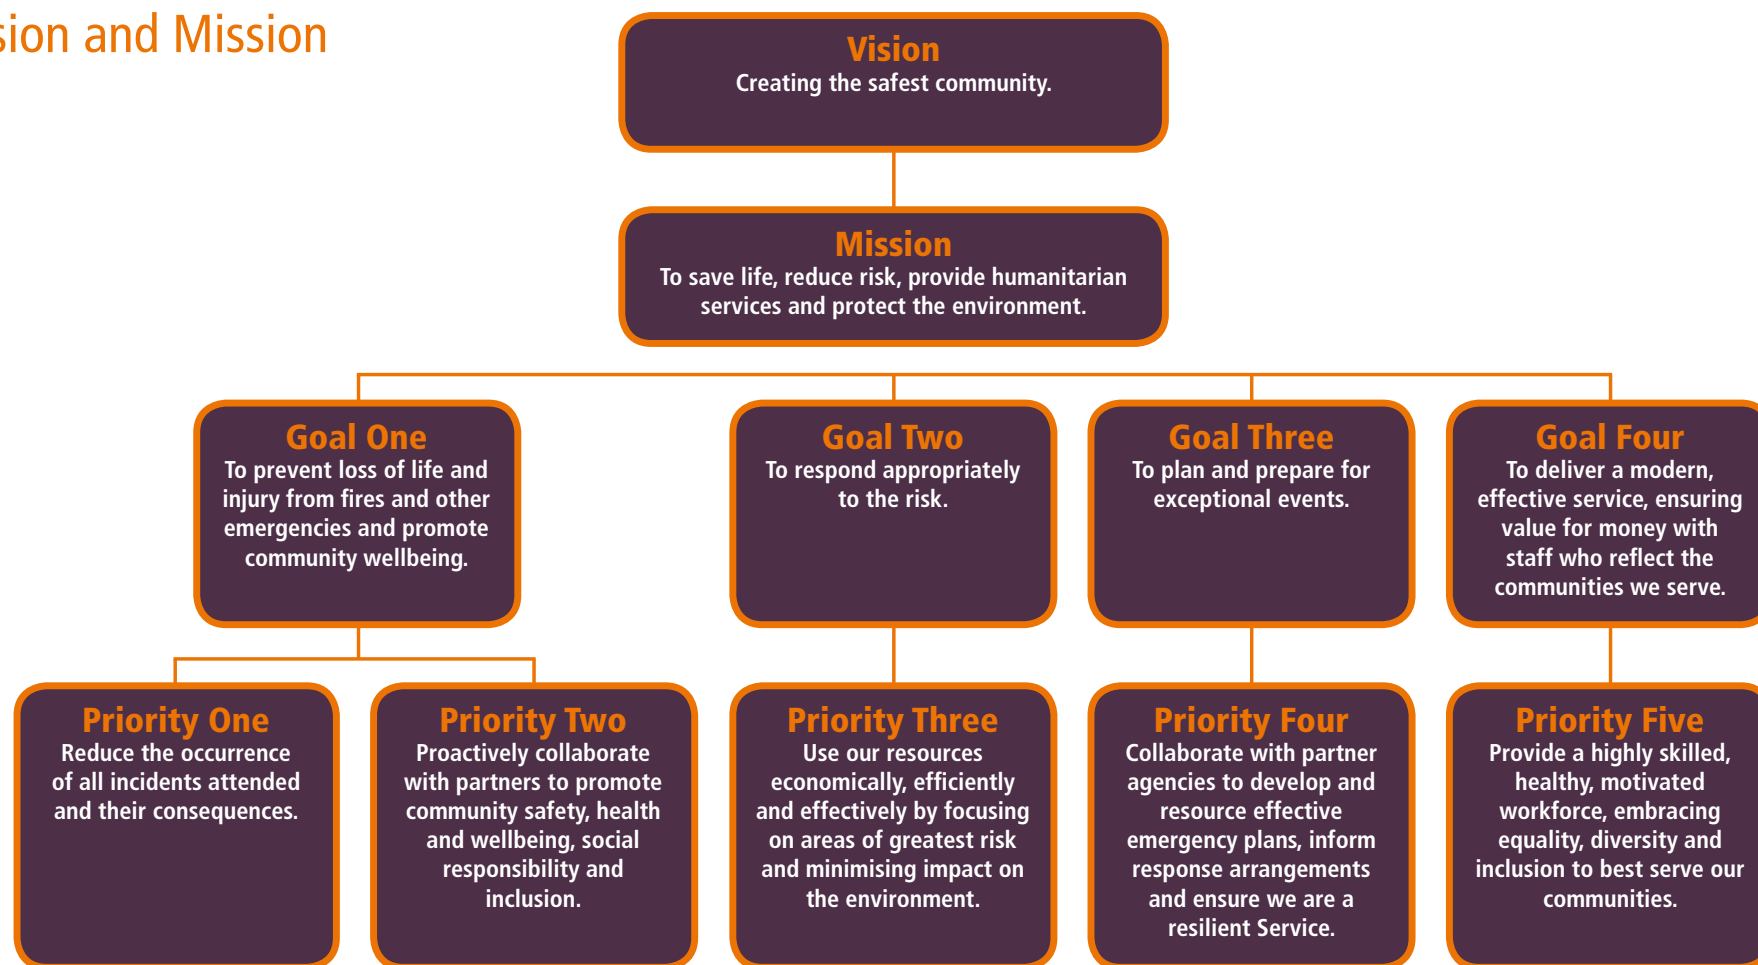 sion and Mission
Vision
Creating the safest community.
Mission
To save life, reduce risk, provide humanitarian
services and protect the environment.
Goal One
To prevent loss of life and
injury from fires and other
emergencies and promote
community wellbeing.
Goal Two
To respond appropriately
to the risk.
Goal Three
To plan and prepare for
exceptional events.
Goal Four
To deliver a modern,
effective service, ensuring
value for money with
staff who reflect the
communities we serve.
Priority One
Reduce the occurrence
of all incidents attended
and their consequences.
Priority Two
Proactively collaborate
with partners to promote
community safety, health
and wellbeing, social
responsibility and
inclusion.
Priority Three
Use our resources
economically, efficiently
and effectively by focusing
on areas of greatest risk
and minimising impact on
the environment.
Priority Four
Collaborate with partner
agencies to develop and
resource effective
emergency plans, inform
response arrangements
and ensure we are a
resilient Service.
Priority Five
Provide a highly skilled,
healthy, motivated
workforce, embracing
equality, diversity and
inclusion to best serve our
communities.